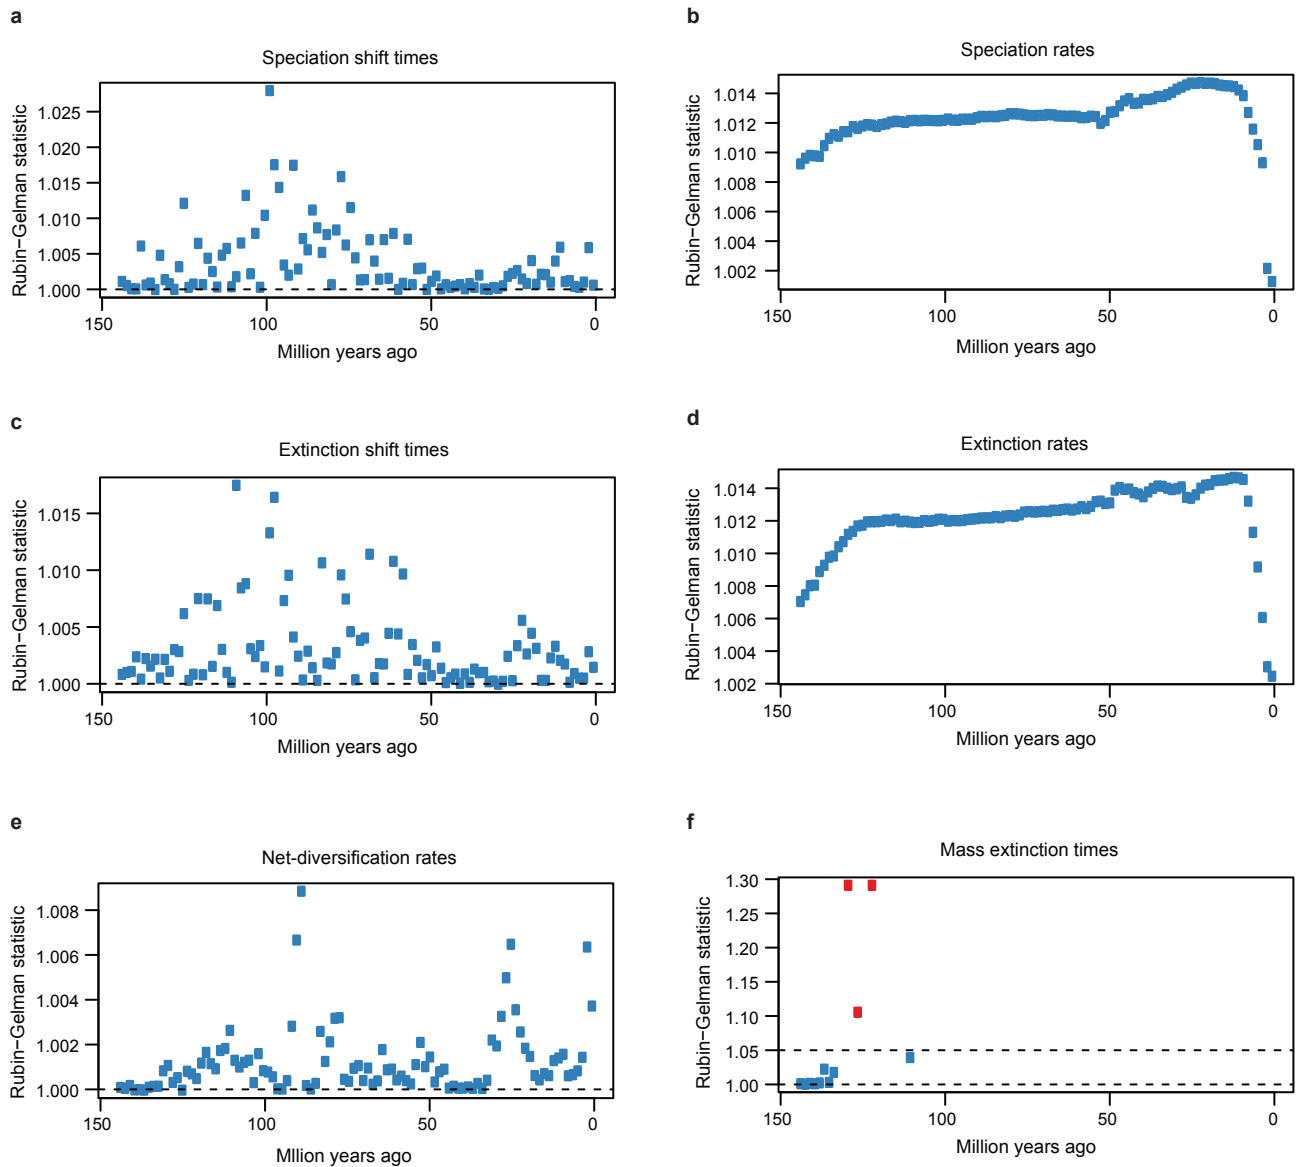 a
Speciation shift times
Rubin−Gelman statistic
1.025
1.020
1.015
1.010
1.005
1.000
150
100
50
0
Million years ago
b
Speciation rates
Rubin−Gelman statistic
1.014
1.012
1.010
1.008
1.006
1.004
1.002
150
100
50
0
Million years ago
c
Extinction shift times
Rubin−Gelman statistic
1.015
1.010
1.005
1.000
150
100
50
0
Million years ago
d
Extinction rates
Rubin−Gelman statistic
1.014
1.012
1.010
1.008
1.006
1.004
1.002
150
100
50
0
Million years ago
e
Net-diversification rates
Rubin−Gelman statistic
1.008
1.006
1.004
1.002
1.000
150
100
50
0
MIlion years ago
f
Mass extinction times
Rubin−Gelman statistic
1.30
1.25
1.20
1.15
1.10
1.05
1.00
150
100
50
0
Million years ago